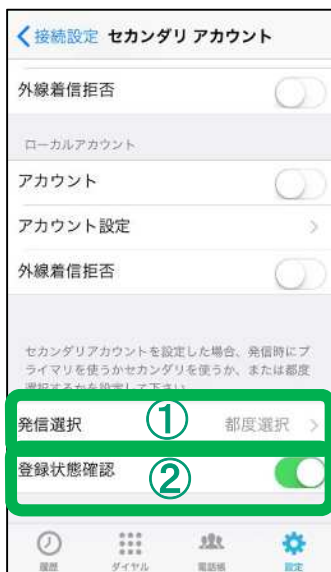 接続設定 セカンダリ アカウント
外線着信拒否
ローカルアカウント
アカウント
アカウント設定
外線着信拒否
セカンダリアカウントを設定した場合、発信時にプ
ライマリを使うかセカンダリを使うか、または都度
選択するかを設定して下さい
発信選択 ① 都度選択
登録状態確認 ②
履歴 ダイヤル 電話帳 設定